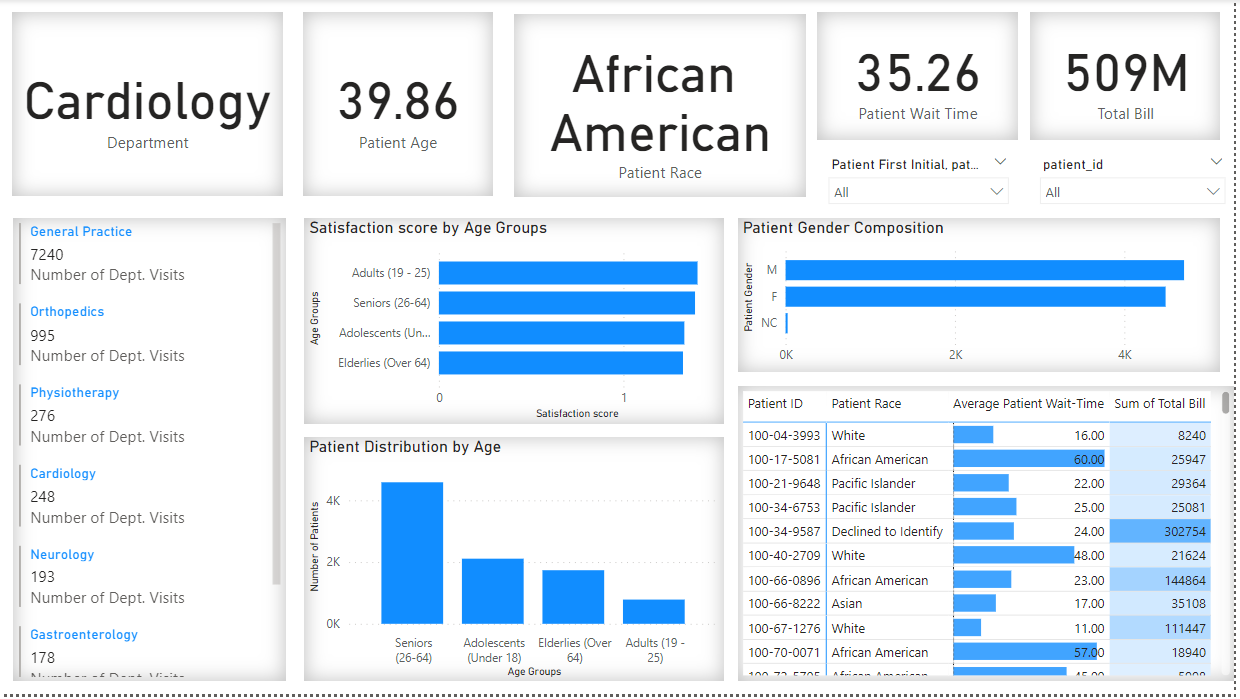 Cardiology
Department
39.86
Patient Age
African
American
Patient Race
35.26
Patient Wait Time
509M
Total Bill
Patient First Initial, pat...
All
patient_id
All
General Practice
7240
Number of Dept. Visits
Orthopedics
995
Number of Dept. Visits
Physiotherapy
276
Number of Dept. Visits
Cardiology
248
Number of Dept. Visits
Neurology
193
Number of Dept. Visits
Gastroenterology
178
Number of Dept. Visits
Satisfaction score by Age Groups
Age Groups
Adults (19 - 25)
Seniors (26-64)
Adolescents (Un...
Elderlies (Over 64)
0 1
Satisfaction score
Patient Distribution by Age
Number of Patients
4K
2K
0K
Seniors
(26-64)
Adolescents
(Under 18)
Elderlies (Over
64)
Adults (19 -
25)
Age Groups
Patient Gender Composition
Patient Gender
M
F
NC
0K 2K 4K
Patient ID Patient Race Average Patient Wait-Time Sum of Total Bill
100-04-3993 White 16.00 8240
100-17-5081 African American 60.00 25947
100-21-9648 Pacific Islander 22.00 29364
100-34-6753 Pacific Islander 25.00 25081
100-34-9587 Declined to Identify 24.00 302754
100-40-2709 White 48.00 21624
100-66-0896 African American 23.00 144864
100-66-8222 Asian 17.00 35108
100-67-1276 White 11.00 111447
100-70-0071 African American 57.00 18940
African American 45.00